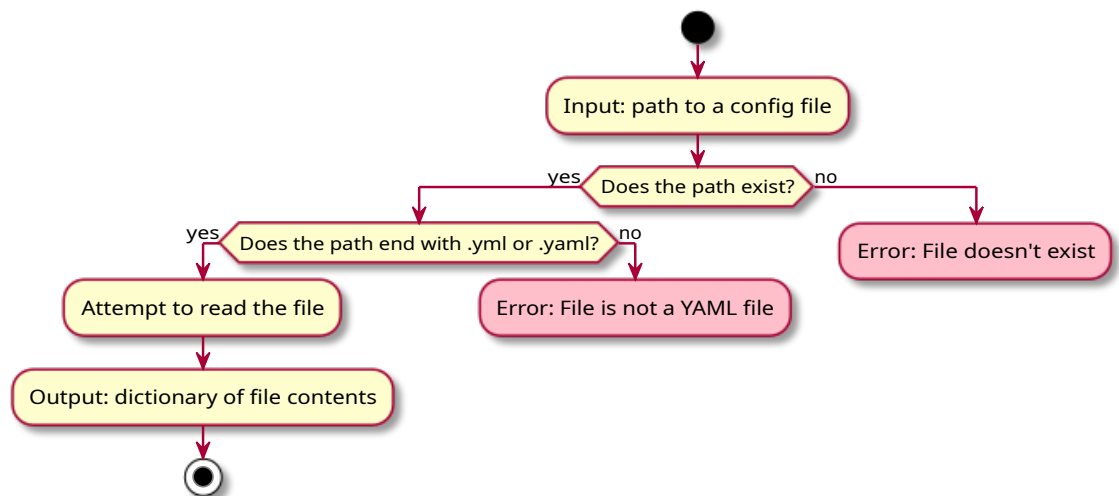 Input: path to a config file
yes
Does the path exist?
no
yes
Does the path end with .yml or .yaml?
no
Error: File doesn't exist
Attempt to read the file
Error: File is not a YAML file
Output: dictionary of file contents